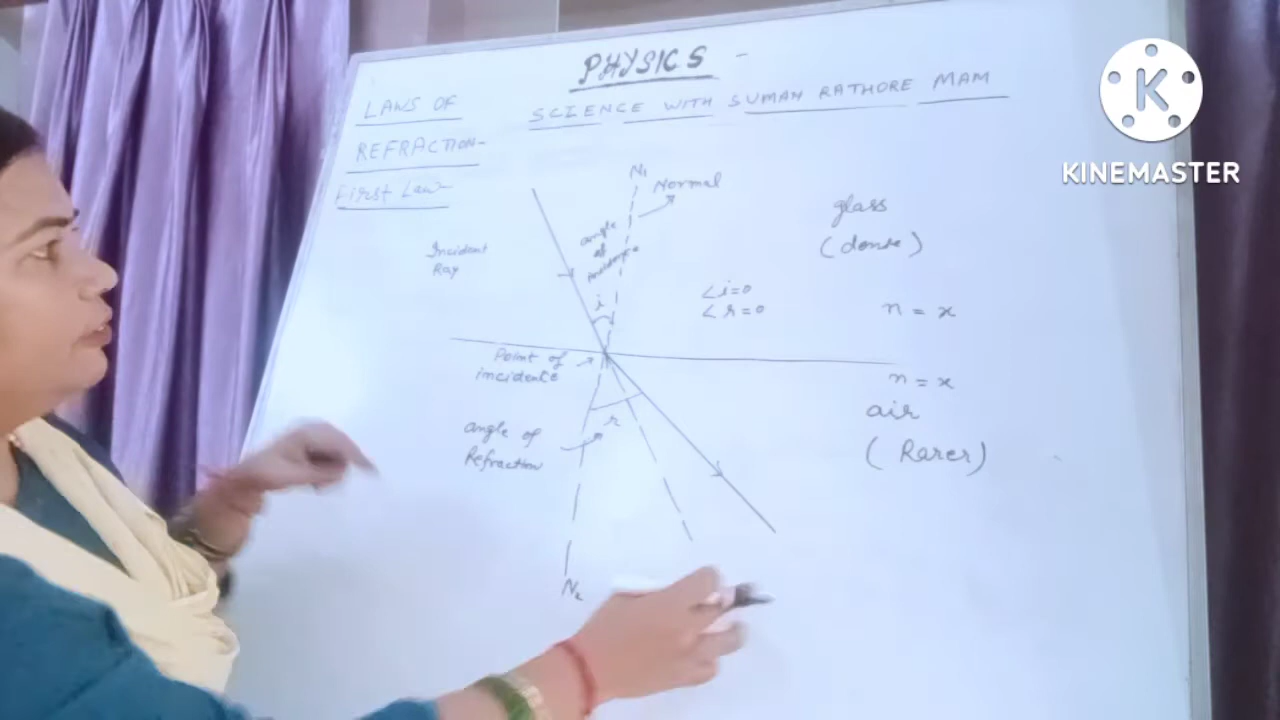 PHYSICS -
SCIENCE WITH SUMAN RATHORE MAM
LAWS OF
REFRACTION-
First Law-
N₁
Normal
Incident
Ray
angle
of
incidence
i
∠i=0
∠r=0
glass
(dense)
n = x
Point of
incidence
n = x
air
(Rarer)
angle of
Refraction
r
N₂
K
KINEMASTER